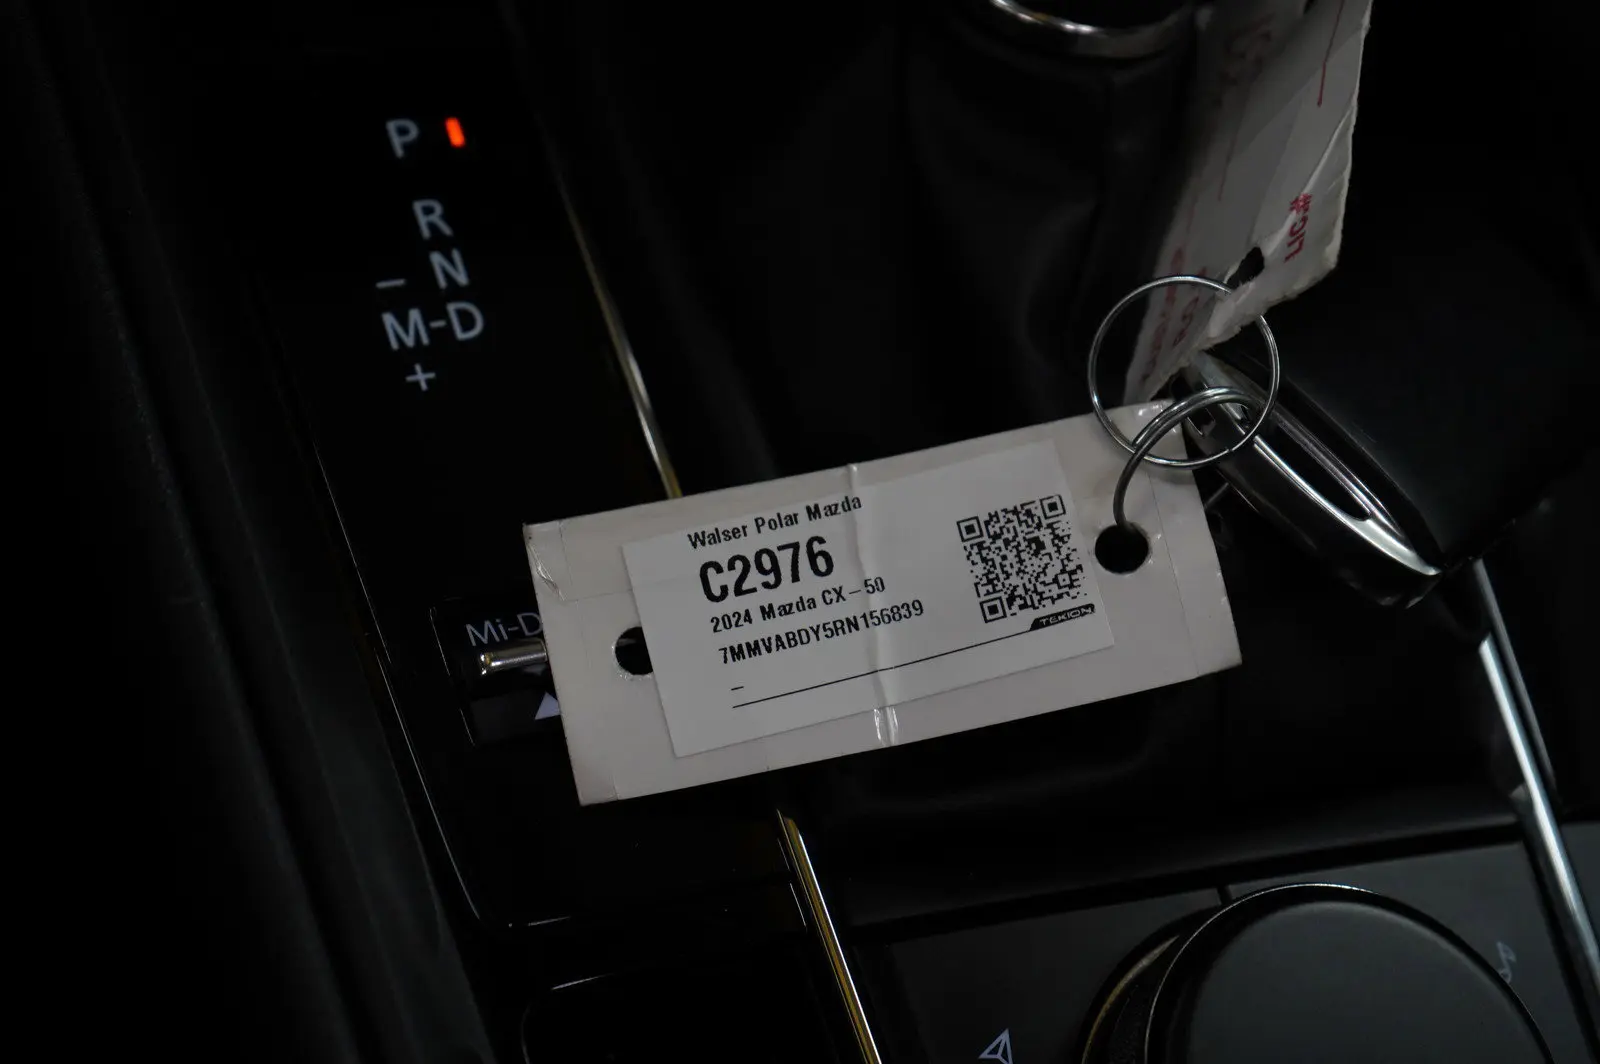 P
R
– N
M-D
+
Mi-D
Walser Polar Mazda
C2976
2024 Mazda CX-50
7MMVABDY5RN156839
–
TEKION
LIC#